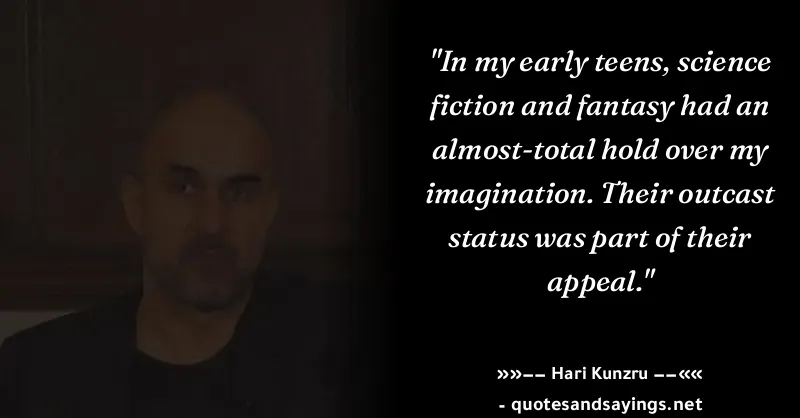 "In my early teens, science
fiction and fantasy had an
almost-total hold over my
imagination. Their outcast
status was part of their
appeal."
»»–– Hari Kunzru ––««
- quotesandsayings.net